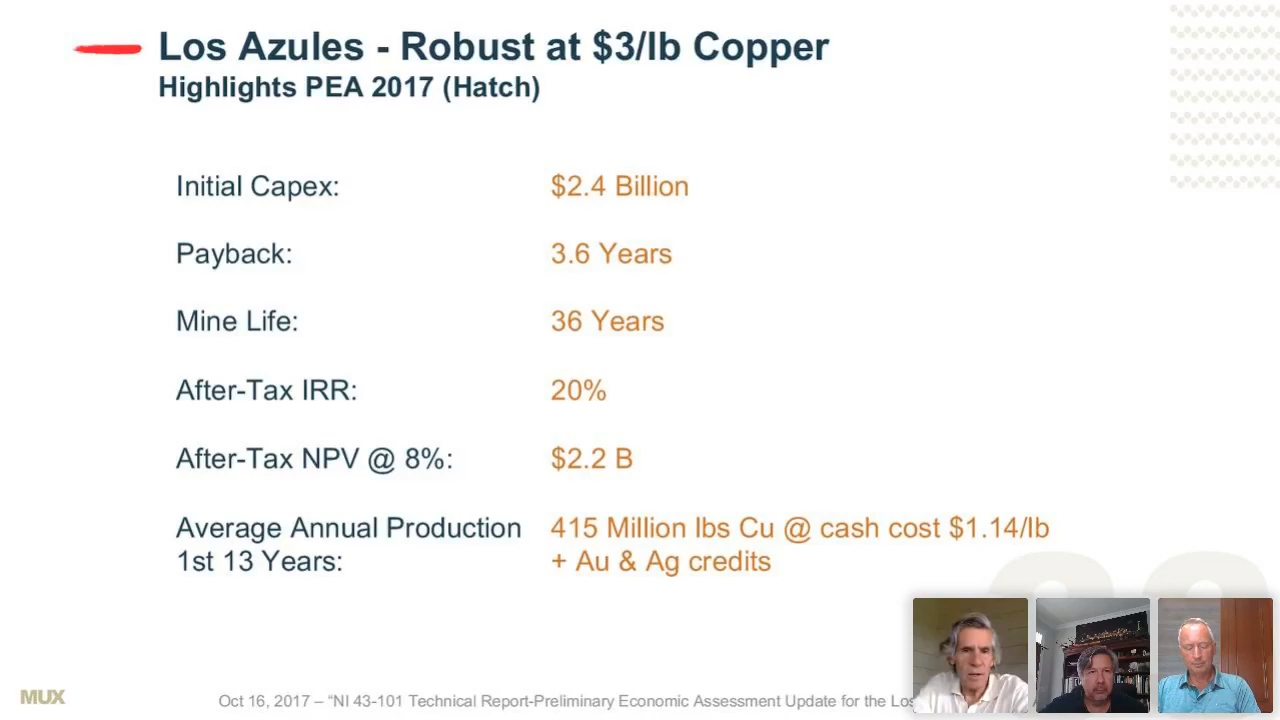 Los Azules - Robust at $3/lb Copper
Highlights PEA 2017 (Hatch)
Initial Capex: $2.4 Billion
Payback: 3.6 Years
Mine Life: 36 Years
After-Tax IRR: 20%
After-Tax NPV @ 8%: $2.2 B
Average Annual Production 415 Million lbs Cu @ cash cost $1.14/lb
1st 13 Years: + Au & Ag credits
MUX
Oct 16, 2017 – “NI 43-101 Technical Report-Preliminary Economic Assessment Update for the